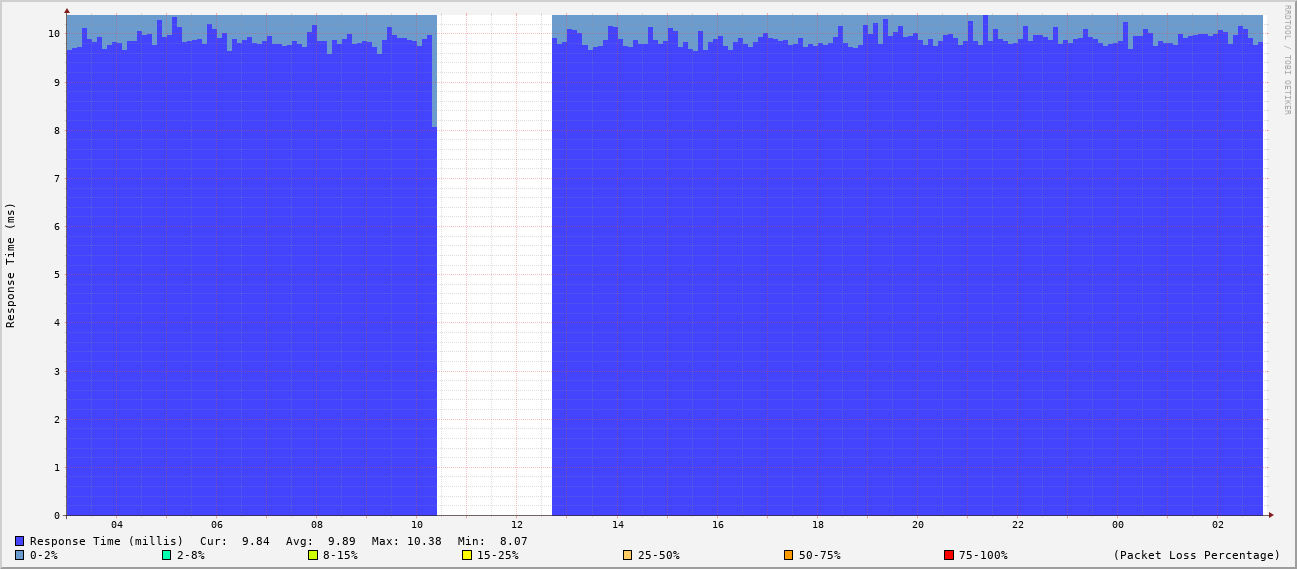 RRDTOOL / TOBI OETIKER
Response Time (ms)
10
9
8
7
6
5
4
3
2
1
0
04 06 08 10 12 14 16 18 20 22 00 02
Response Time (millis) Cur: 9.84 Avg: 9.89 Max: 10.38 Min: 8.07
0-2% 2-8% 8-15% 15-25% 25-50% 50-75% 75-100% (Packet Loss Percentage)